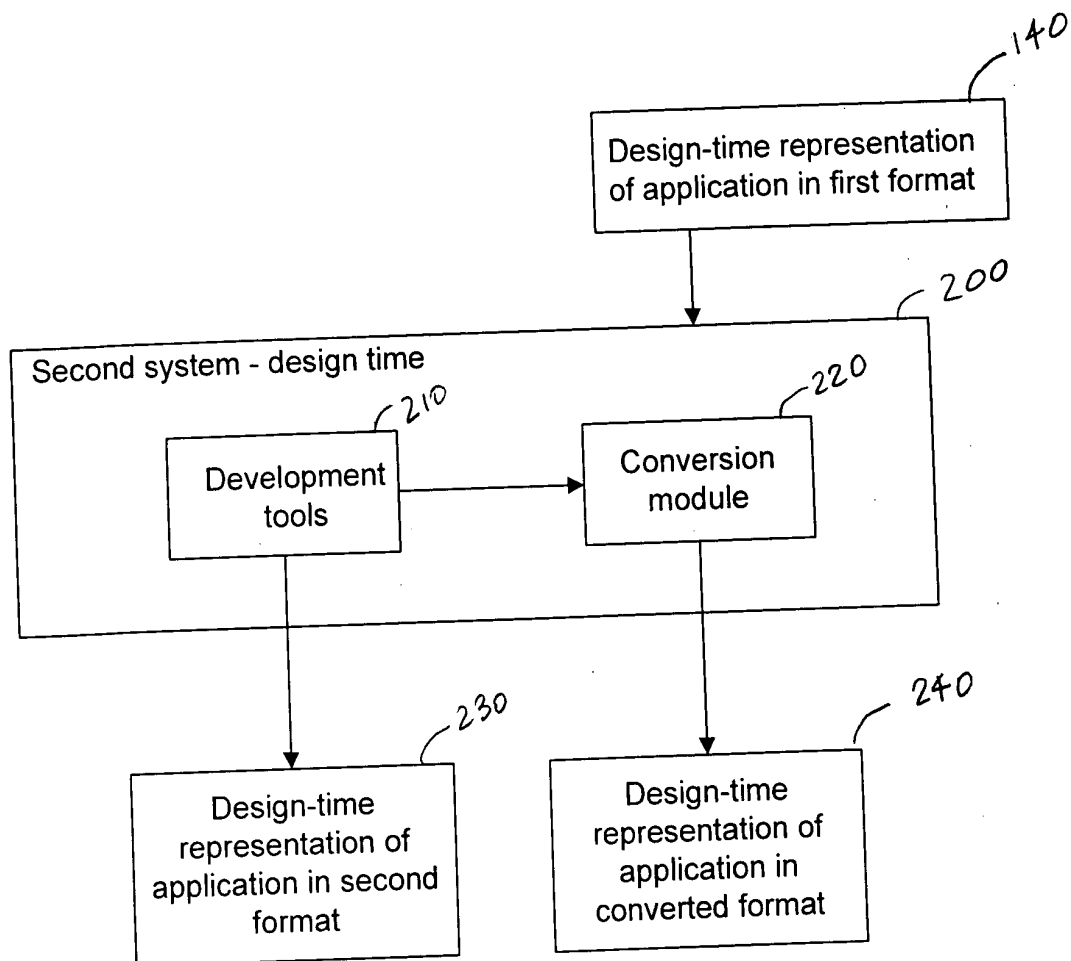 140
Design-time representation
of application in first format
200
Second system - design time
210
220
Development
tools
Conversion
module
230
240
Design-time
representation of
application in second
format
Design-time
representation of
application in
converted format